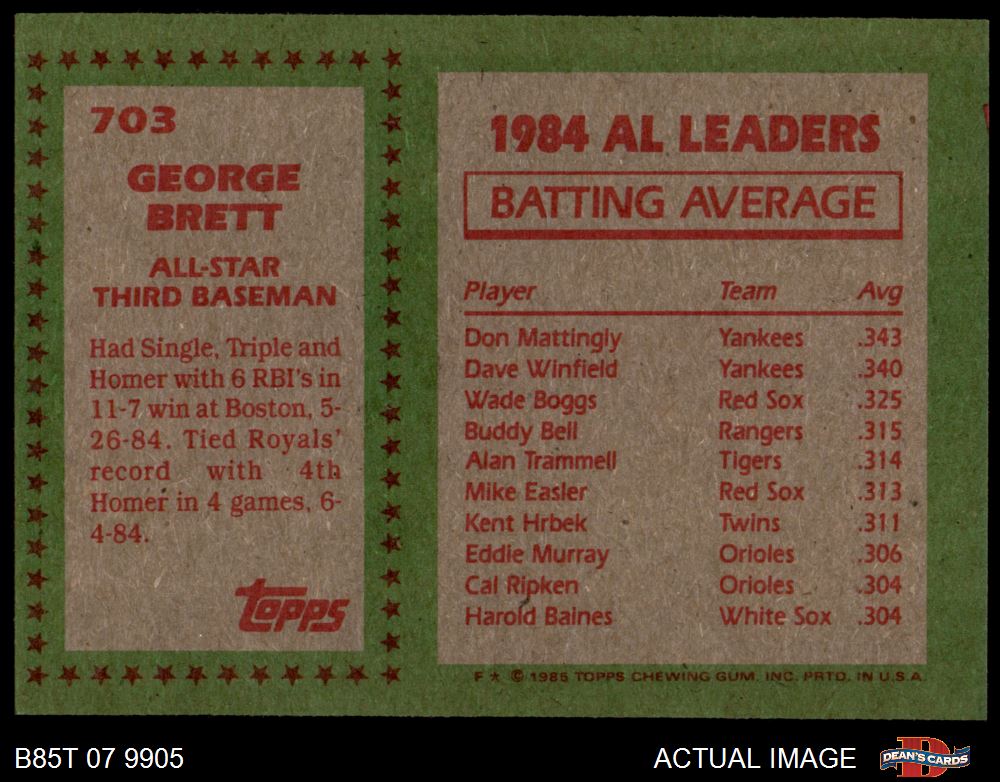 703
GEORGE
BRETT
ALL-STAR
THIRD BASEMAN
Had Single, Triple and
Homer with 6 RBI's in
11-7 win at Boston, 5-
26-84. Tied Royals'
record with 4th
Homer in 4 games, 6-
4-84.
topps
1984 AL LEADERS
BATTING AVERAGE
Player Team Avg
Don Mattingly Yankees .343
Dave Winfield Yankees .340
Wade Boggs Red Sox .325
Buddy Bell Rangers .315
Alan Trammell Tigers .314
Mike Easler Red Sox .313
Kent Hrbek Twins .311
Eddie Murray Orioles .306
Cal Ripken Orioles .304
Harold Baines White Sox .304
F ★ © 1985 TOPPS CHEWING GUM, INC. PRTD. IN U.S.A.
B85T 07 9905
ACTUAL IMAGE
D
DEAN'S CARDS